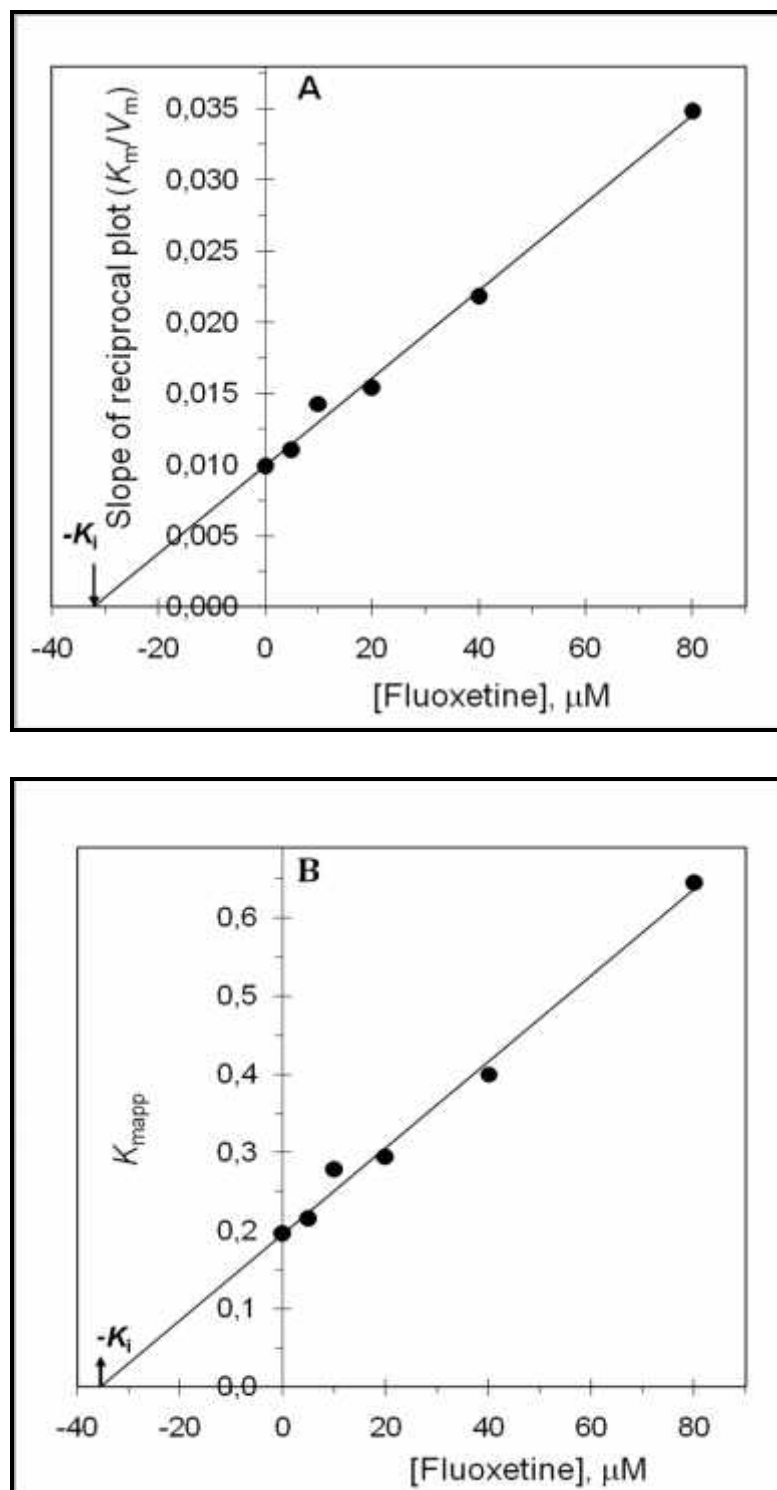 A
Slope of reciprocal plot (Km/Vm)
0,035
0,030
0,025
0,020
0,015
0,010
0,005
0,000
-Ki
-40 -20 0 20 40 60 80
[Fluoxetine], μM
B
Kmapp
0,6
0,5
0,4
0,3
0,2
0,1
0,0
-Ki
-40 -20 0 20 40 60 80
[Fluoxetine], μM